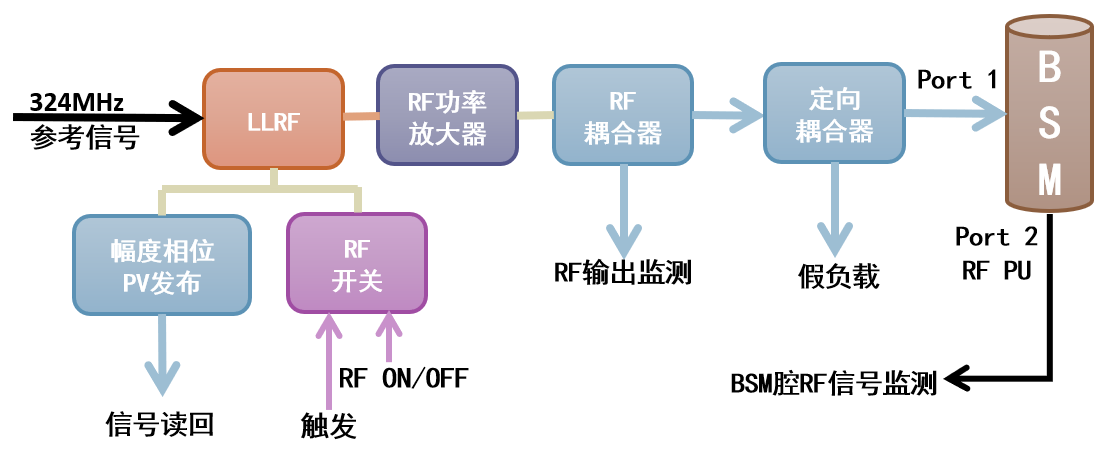 324MHz
参考信号
LLRF
RF功率
放大器
RF
耦合器
定向
耦合器
Port 1
B
S
M
幅度相位
PV发布
RF
开关
RF输出监测
假负载
Port 2
RF PU
RF ON/OFF
BSM腔RF信号监测
信号读回
触发